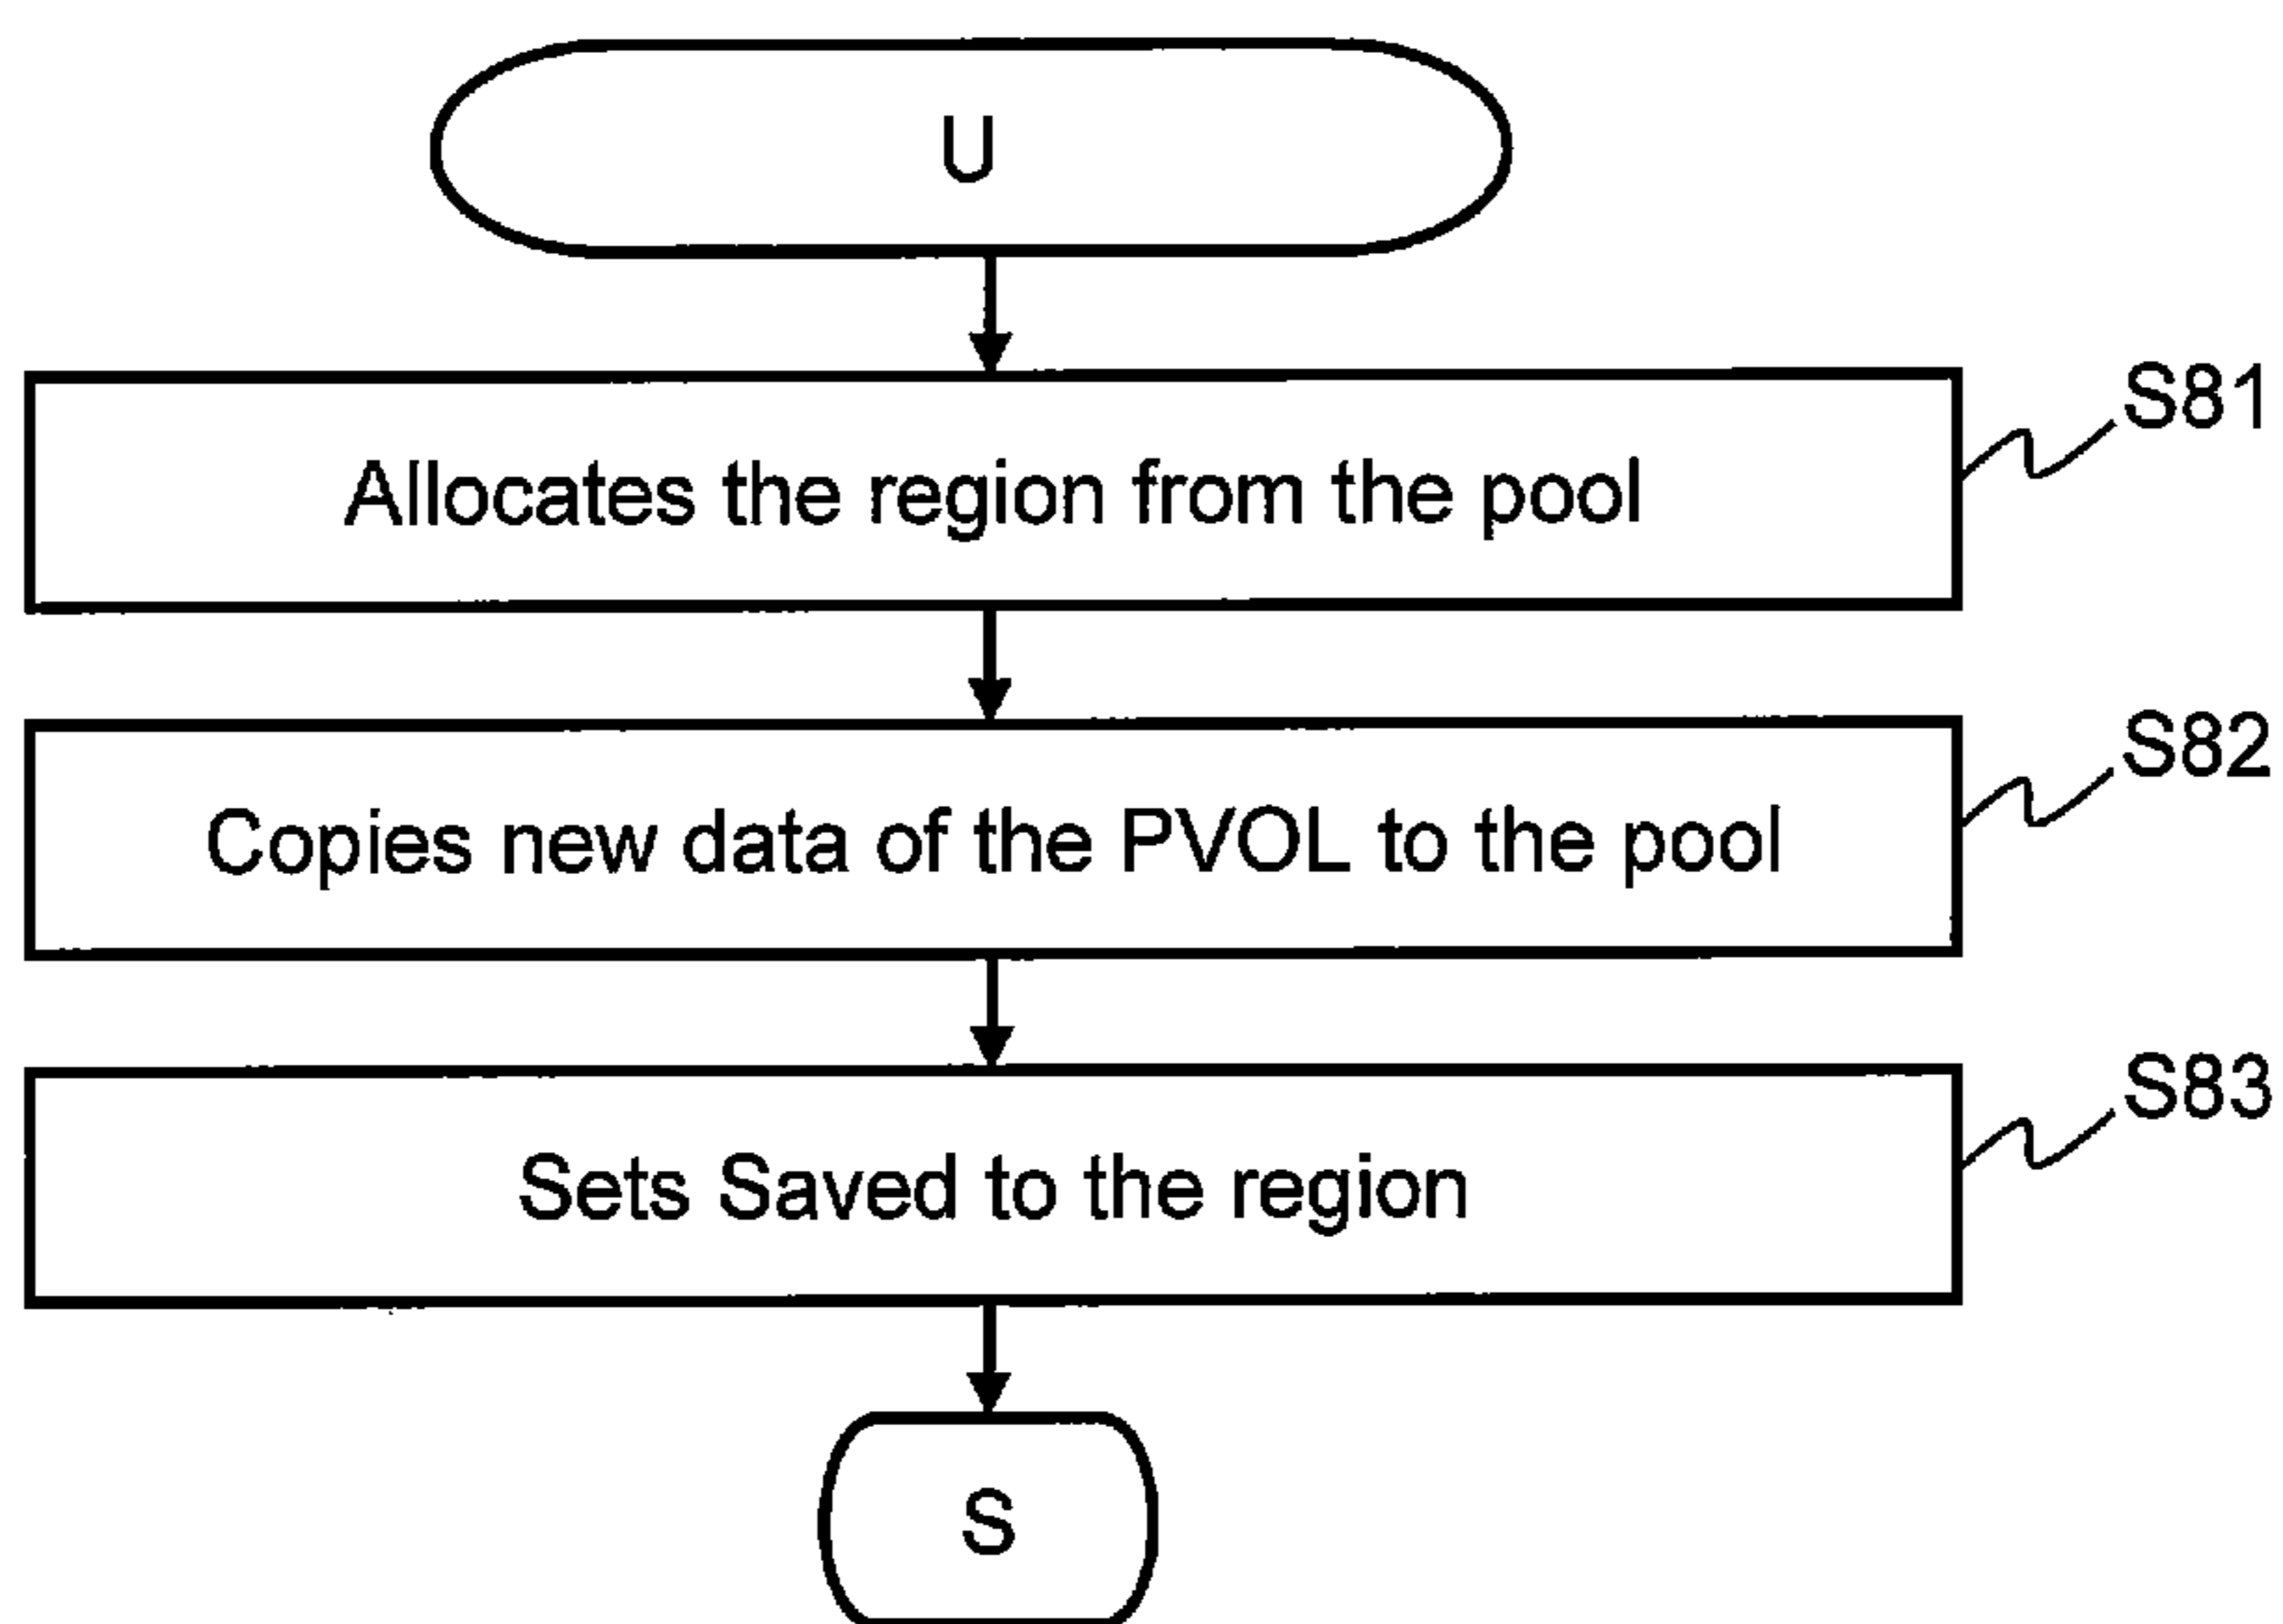 U
Allocates the region from the pool
S81
Copies new data of the PVOL to the pool
S82
Sets Saved to the region
S83
S